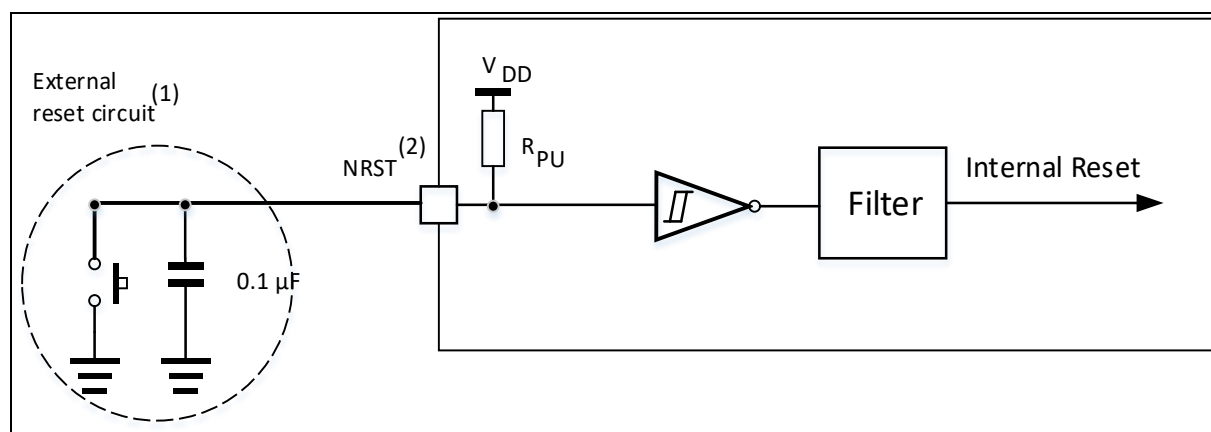 External
reset circuit(1)
VDD
NRST(2)
RPU
Internal Reset
Filter
0.1 µF